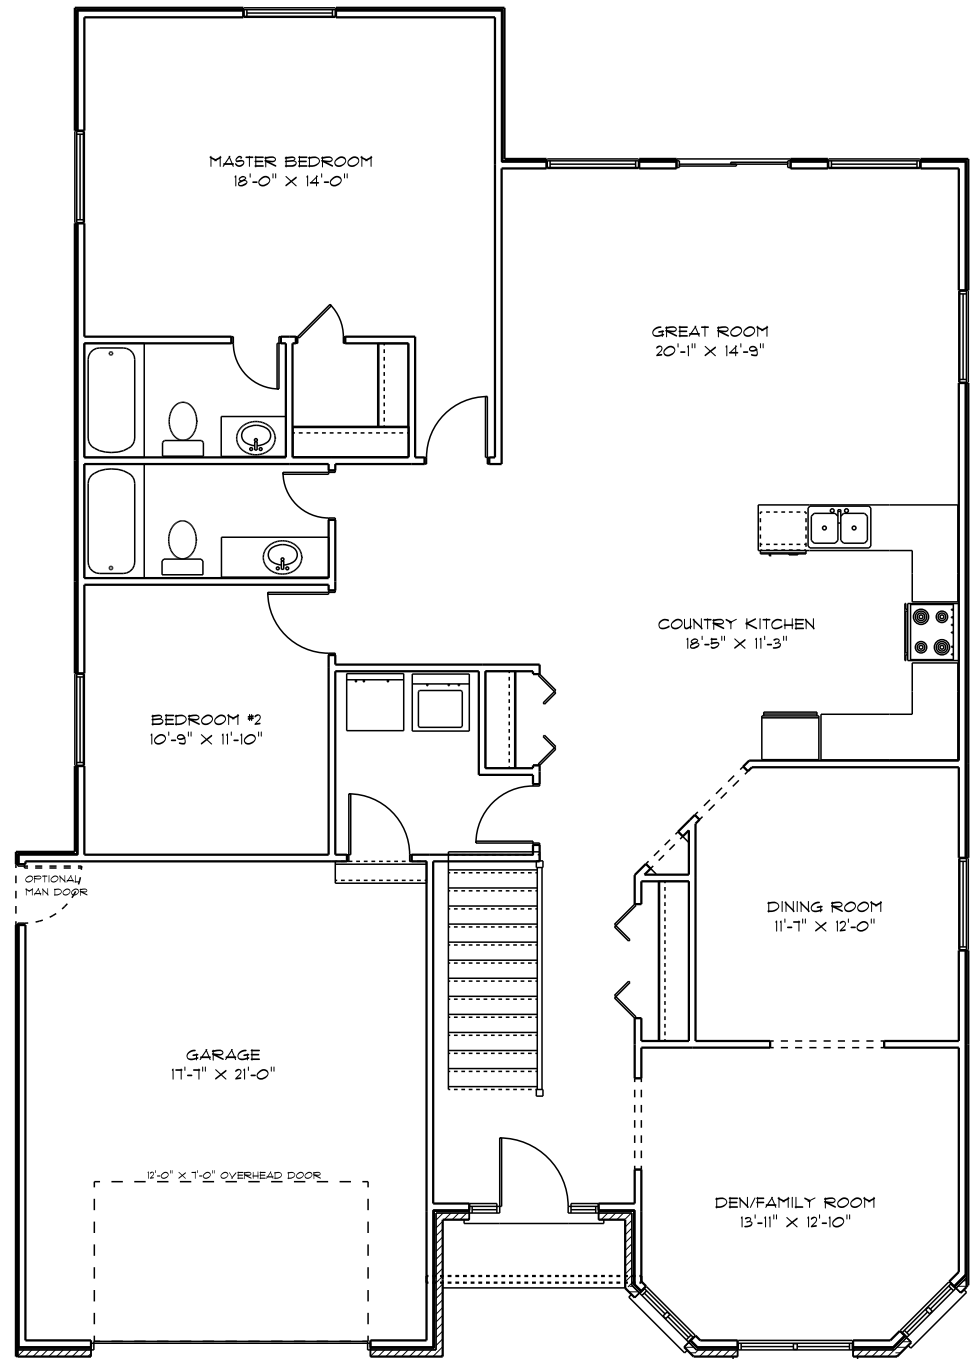 MASTER BEDROOM
18'-0" X 14'-0"
GREAT ROOM
20'-1" X 14'-9"
COUNTRY KITCHEN
18'-5" X 11'-3"
BEDROOM #2
10'-9" X 11'-10"
OPTIONAL
MAN DOOR
DINING ROOM
11'-7" X 12'-0"
GARAGE
17'-7" X 21'-0"
12'-0" X 7'-0" OVERHEAD DOOR
DEN/FAMILY ROOM
13'-11" X 12'-10"